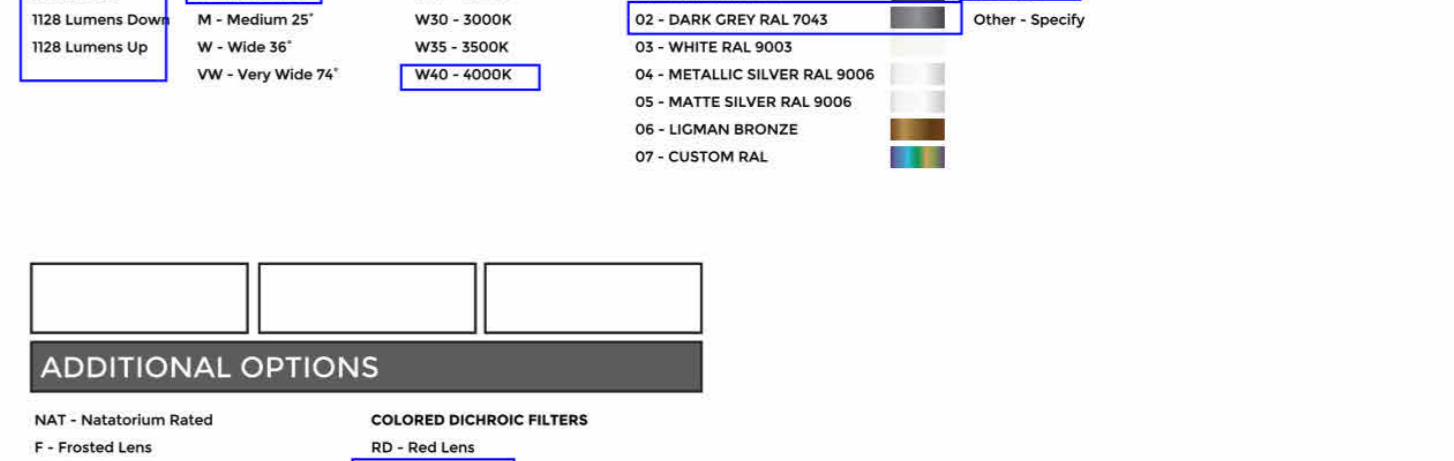 1128 Lumens Down
1128 Lumens Up
M - Medium 25°
W - Wide 36°
VW - Very Wide 74°
W30 - 3000K
W35 - 3500K
W40 - 4000K
02 - DARK GREY RAL 7043
03 - WHITE RAL 9003
04 - METALLIC SILVER RAL 9006
05 - MATTE SILVER RAL 9006
06 - LIGMAN BRONZE
07 - CUSTOM RAL
Other - Specify
ADDITIONAL OPTIONS
NAT - Natatorium Rated
F - Frosted Lens
COLORED DICHROIC FILTERS
RD - Red Lens